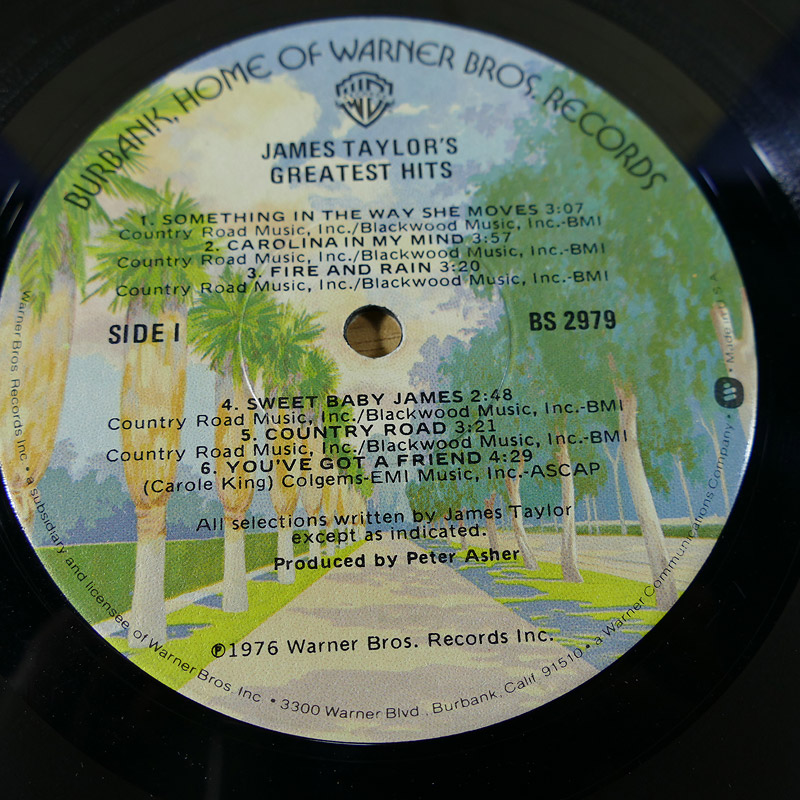 BURBANK, HOME OF WARNER BROS. RECORDS
JAMES TAYLOR'S
GREATEST HITS
1. SOMETHING IN THE WAY SHE MOVES 3:07
Country Road Music, Inc./Blackwood Music, Inc.-BMI
2. CAROLINA IN MY MIND 3:57
Country Road Music, Inc./Blackwood Music, Inc.-BMI
3. FIRE AND RAIN 3:20
Country Road Music, Inc./Blackwood Music, Inc.-BMI
SIDE I
BS 2979
4. SWEET BABY JAMES 2:48
Country Road Music, Inc./Blackwood Music, Inc.-BMI
5. COUNTRY ROAD 3:21
Country Road Music, Inc./Blackwood Music, Inc.-BMI
6. YOU'VE GOT A FRIEND 4:29
(Carole King) Colgems-EMI Music, Inc.-ASCAP
All selections written by James Taylor
except as indicated.
Produced by Peter Asher
℗1976 Warner Bros. Records Inc.
Warner Bros. Records Inc. • a subsidiary and licensee of Warner Bros. Inc. • 3300 Warner Blvd., Burbank, Calif. 91510 • a Warner Communications Company • Made in U.S.A.